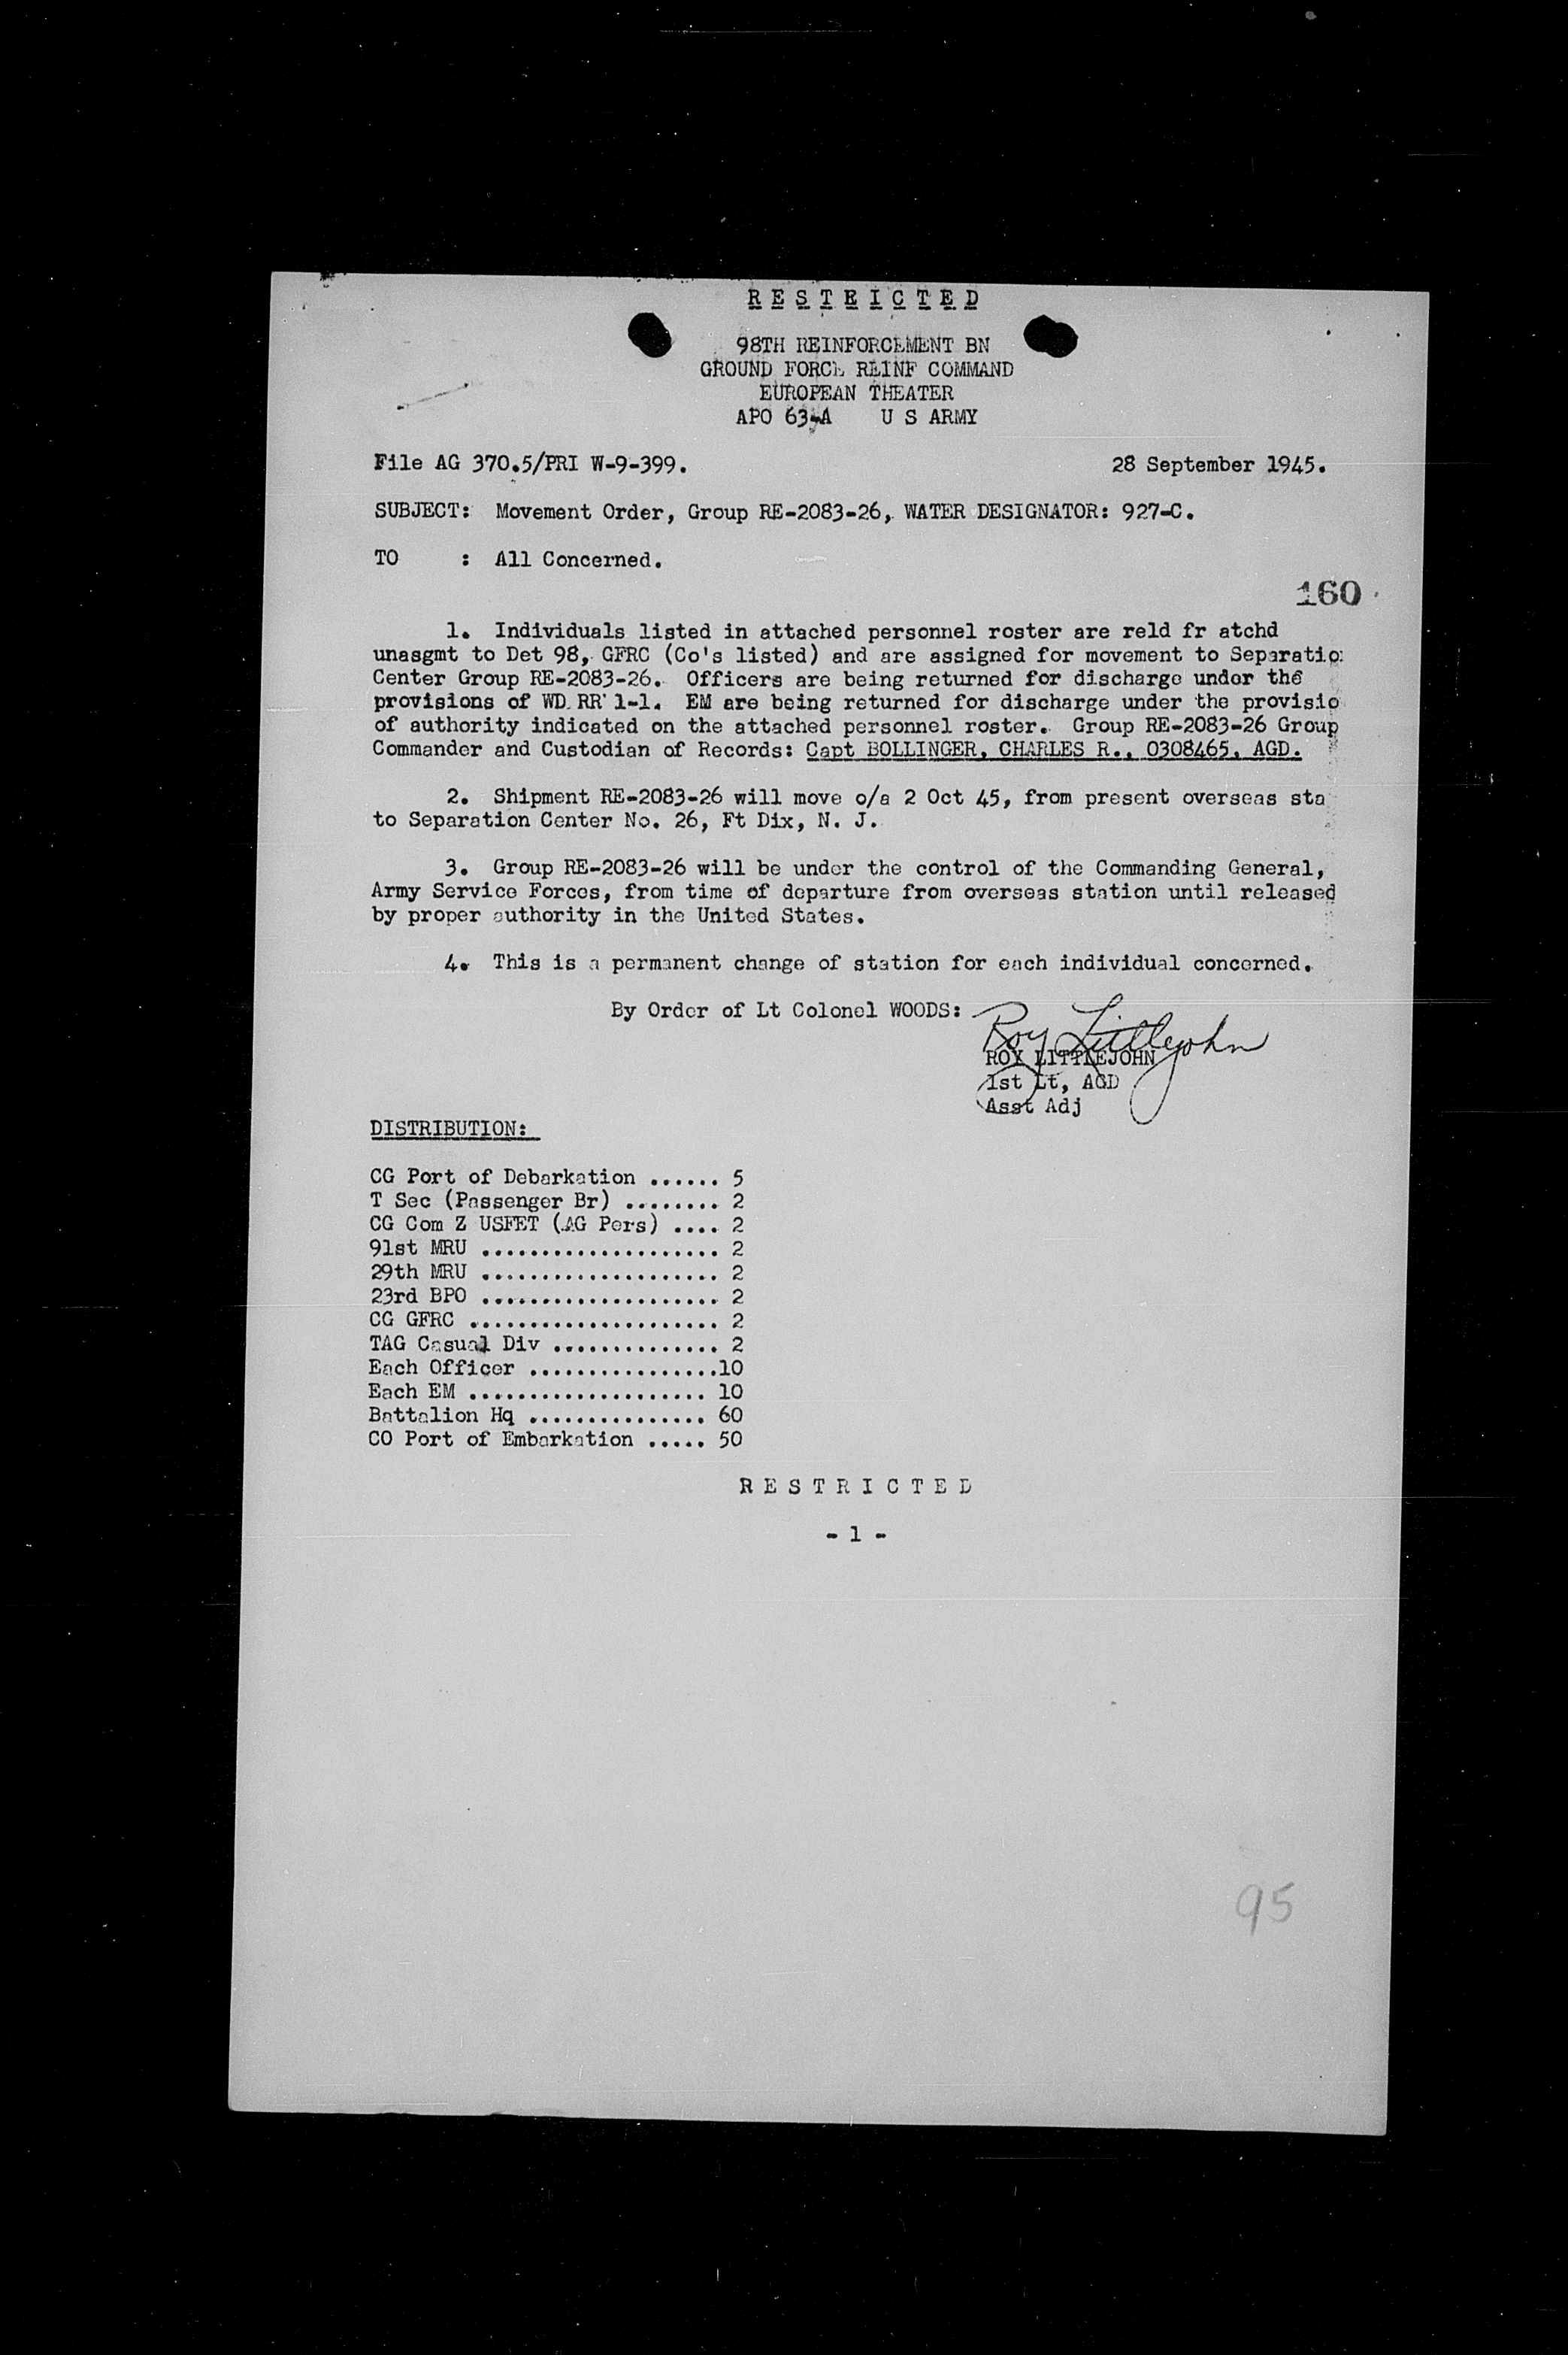 R E S T R I C T E D
98TH REINFORCEMENT BN
GROUND FORCE REINF COMMAND
EUROPEAN THEATER
APO 63-A U S ARMY
File AG 370.5/PRI W-9-399. 28 September 1945.
SUBJECT: Movement Order, Group RE-2083-26, WATER DESIGNATOR: 927-C.
TO : All Concerned.
160
1. Individuals listed in attached personnel roster are reld fr atchd
unasgmt to Det 98, GFRC (Co's listed) and are assigned for movement to Separatio
Center Group RE-2083-26. Officers are being returned for discharge under the
provisions of WD RR 1-1. EM are being returned for discharge under the provisio
of authority indicated on the attached personnel roster. Group RE-2083-26 Group
Commander and Custodian of Records: Capt BOLLINGER, CHARLES R., O308465, AGD.
2. Shipment RE-2083-26 will move o/a 2 Oct 45, from present overseas sta
to Separation Center No. 26, Ft Dix, N. J.
3. Group RE-2083-26 will be under the control of the Commanding General,
Army Service Forces, from time of departure from overseas station until released
by proper authority in the United States.
4. This is a permanent change of station for each individual concerned.
By Order of Lt Colonel WOODS:
Roy Littlejohn
ROY LITTLEJOHN
1st Lt, AGD
Asst Adj
DISTRIBUTION:
CG Port of Debarkation ...... 5
T Sec (Passenger Br) ........ 2
CG Com Z USFET (AG Pers) .... 2
91st MRU .................... 2
29th MRU .................... 2
23rd BPO .................... 2
CG GFRC ..................... 2
TAG Casual Div .............. 2
Each Officer ................10
Each EM .................... 10
Battalion Hq ............... 60
CO Port of Embarkation ..... 50
R E S T R I C T E D
- 1 -
95